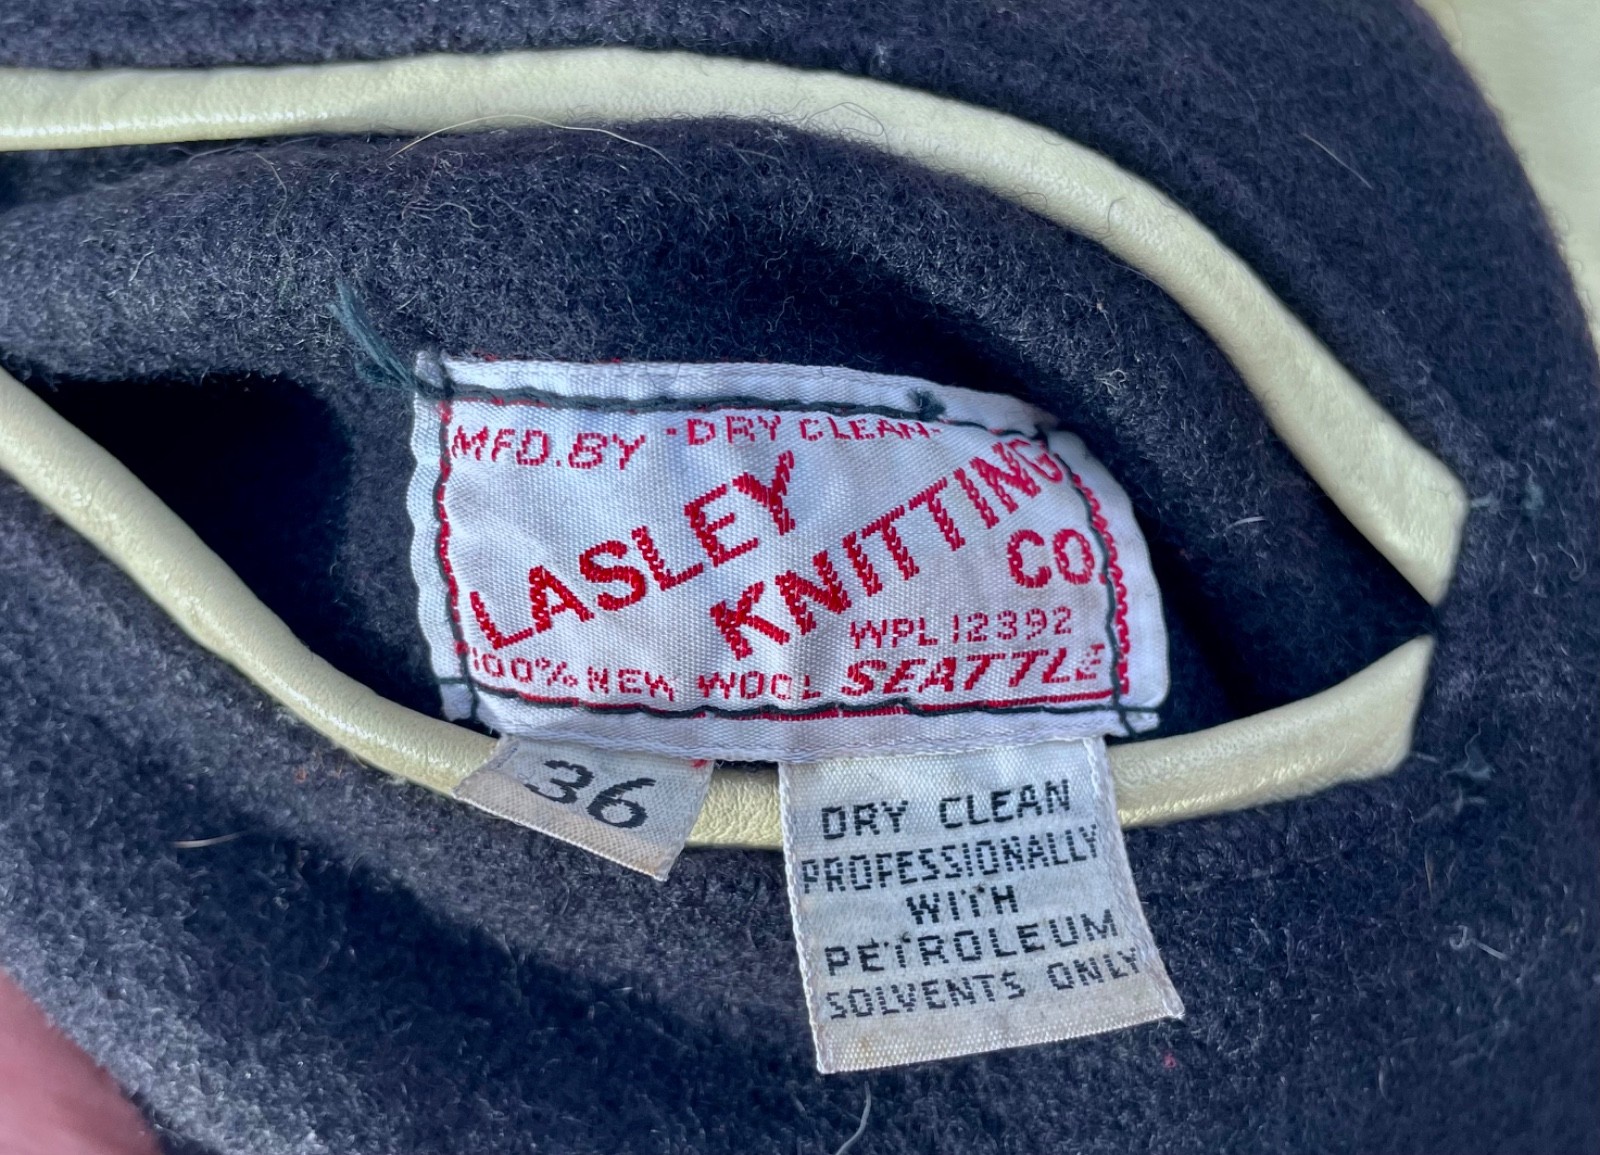 MFD. BY "DRY CLEAN"
LASLEY
KNITTING
CO.
WPL 12392
100% NEW WOOL SEATTLE
36
DRY CLEAN
PROFESSIONALLY
WITH
PETROLEUM
SOLVENTS ONLY